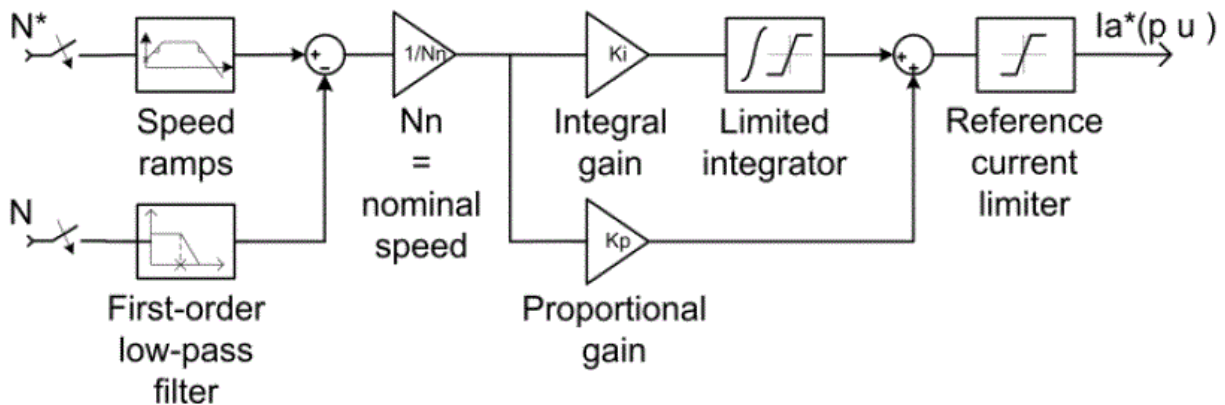 N*
Ia*(p u )
+
−
1/Nn
Ki
+
+
Speed
ramps
Nn
=
nominal
speed
Integral
gain
Limited
integrator
Reference
current
limiter
N
Kp
First-order
low-pass
filter
Proportional
gain